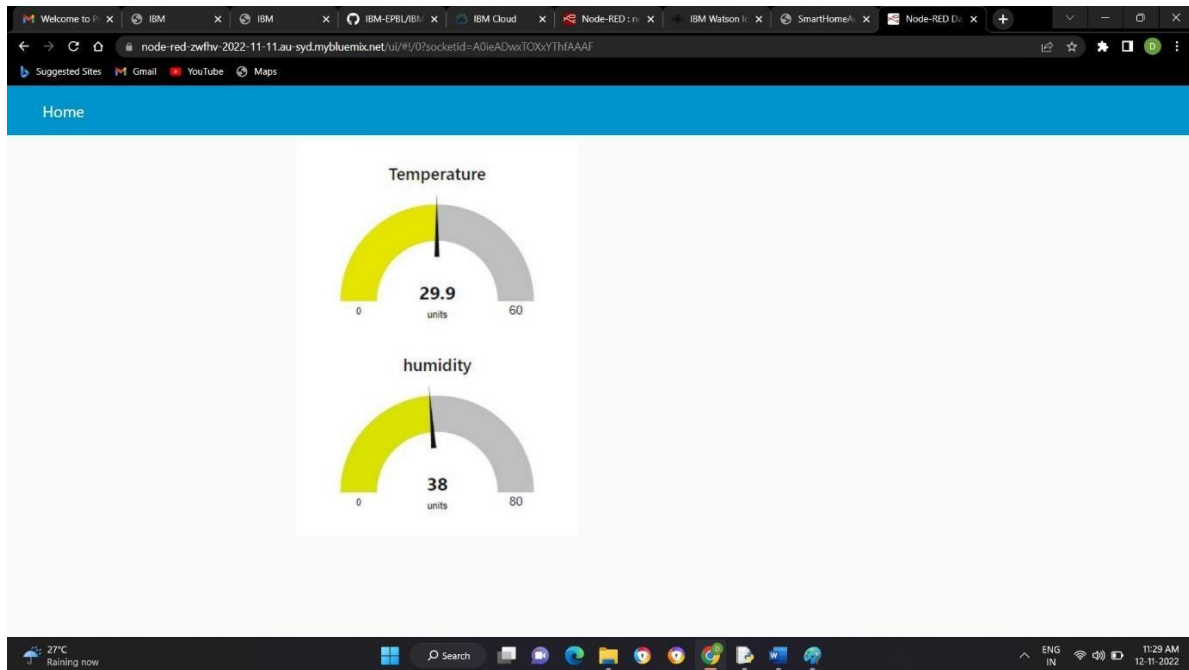 Welcome to P
IBM
IBM
IBM-EPBL/IBM
IBM Cloud
Node-RED : n
IBM Watson Io
SmartHomeA
Node-RED Da
node-red-zwfhv-2022-11-11.au-syd.mybluemix.net/ui/#!/0?socketid=A0ieADwxTOXxYThfAAAF
D
Suggested Sites
Gmail
YouTube
Maps
Home
Temperature
29.9
units
0
60
humidity
38
units
0
80
27°C
Raining now
Search
ENG
IN
11:29 AM
12-11-2022